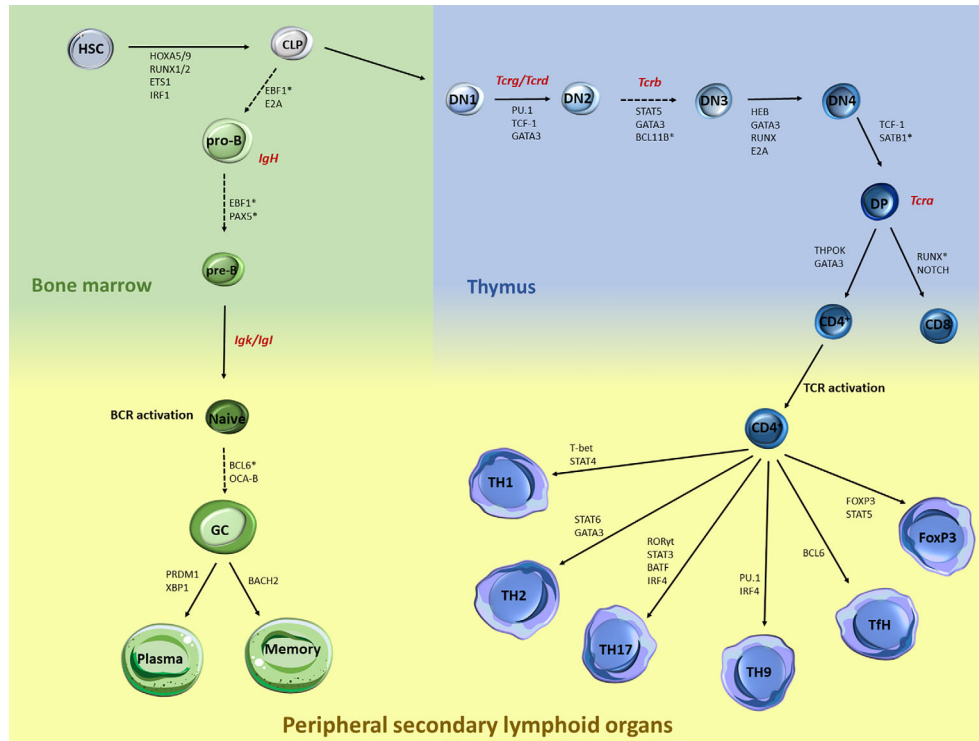 HSC
HOXA5/9
RUNX1/2
ETS1
IRF1
CLP
EBF1*
E2A
pro-B
IgH
EBF1*
PAX5*
pre-B
Bone marrow
Igk/Igl
BCR activation
Naive
BCL6*
OCA-B
GC
PRDM1
XBP1
BACH2
Plasma
Memory
DN1
Tcrg/Tcrd
PU.1
TCF-1
GATA3
DN2
Tcrb
STAT5
GATA3
BCL11B*
DN3
HEB
GATA3
RUNX
E2A
DN4
TCF-1
SATB1*
DP
Tcra
THPOK
GATA3
RUNX*
NOTCH
Thymus
CD4+
CD8
TCR activation
CD4+
T-bet
STAT4
TH1
STAT6
GATA3
TH2
RORyt
STAT3
BATF
IRF4
TH17
PU.1
IRF4
TH9
BCL6
TfH
FOXP3
STAT5
FoxP3
Peripheral secondary lymphoid organs